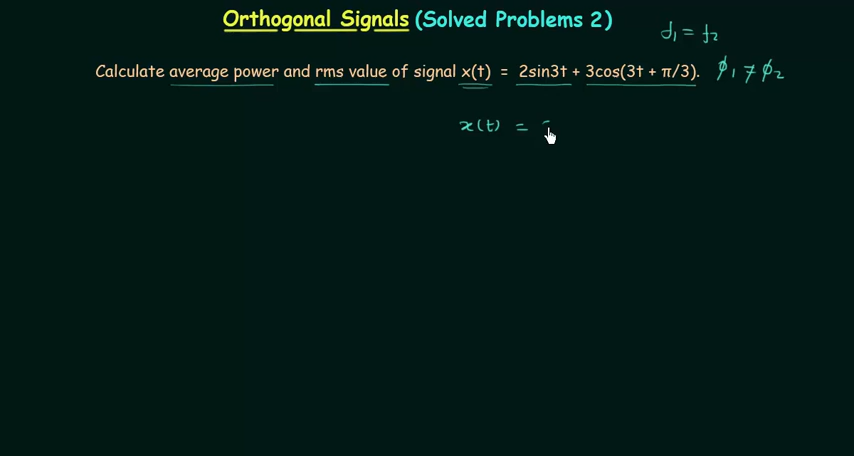 Orthogonal Signals (Solved Problems 2)
f₁ = f₂
Calculate average power and rms value of signal x(t) = 2sin3t + 3cos(3t + π/3). ϕ₁ ≠ ϕ₂
x(t) =